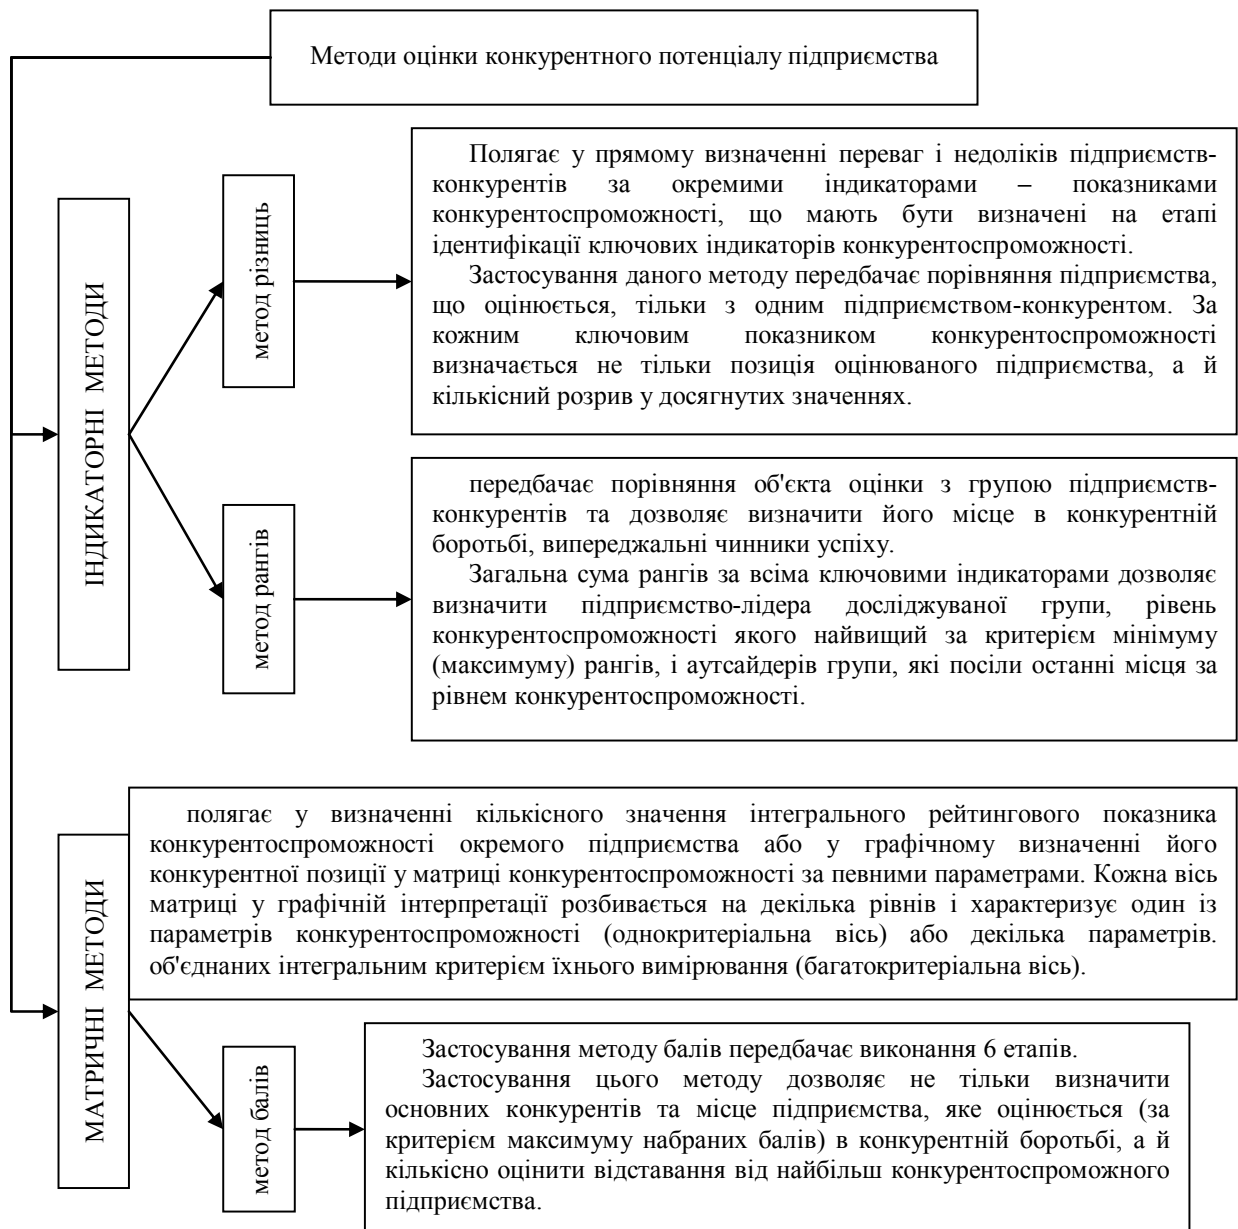 Методи оцінки конкурентного потенціалу підприємства
ІНДИКАТОРНІ МЕТОДИ
метод різниць
Полягає у прямому визначенні переваг і недоліків підприємств-
конкурентів за окремими індикаторами – показниками
конкурентоспроможності, що мають бути визначені на етапі
ідентифікації ключових індикаторів конкурентоспроможності.
Застосування даного методу передбачає порівняння підприємства,
що оцінюється, тільки з одним підприємством-конкурентом. За
кожним ключовим показником конкурентоспроможності
визначається не тільки позиція оцінюваного підприємства, а й
кількісний розрив у досягнутих значеннях.
метод рангів
передбачає порівняння об'єкта оцінки з групою підприємств-
конкурентів та дозволяє визначити його місце в конкурентній
боротьбі, випереджальні чинники успіху.
Загальна сума рангів за всіма ключовими індикаторами дозволяє
визначити підприємство-лідера досліджуваної групи, рівень
конкурентоспроможності якого найвищий за критерієм мінімуму
(максимуму) рангів, і аутсайдерів групи, які посіли останні місця за
рівнем конкурентоспроможності.
МАТРИЧНІ МЕТОДИ
полягає у визначенні кількісного значення інтегрального рейтингового показника
конкурентоспроможності окремого підприємства або у графічному визначенні його
конкурентної позиції у матриці конкурентоспроможності за певними параметрами. Кожна вісь
матриці у графічній інтерпретації розбивається на декілька рівнів і характеризує один із
параметрів конкурентоспроможності (однокритеріальна вісь) або декілька параметрів.
об'єднаних інтегральним критерієм їхнього вимірювання (багатокритеріальна вісь).
метод балів
Застосування методу балів передбачає виконання 6 етапів.
Застосування цього методу дозволяє не тільки визначити
основних конкурентів та місце підприємства, яке оцінюється (за
критерієм максимуму набраних балів) в конкурентній боротьбі, а й
кількісно оцінити відставання від найбільш конкурентоспроможного
підприємства.